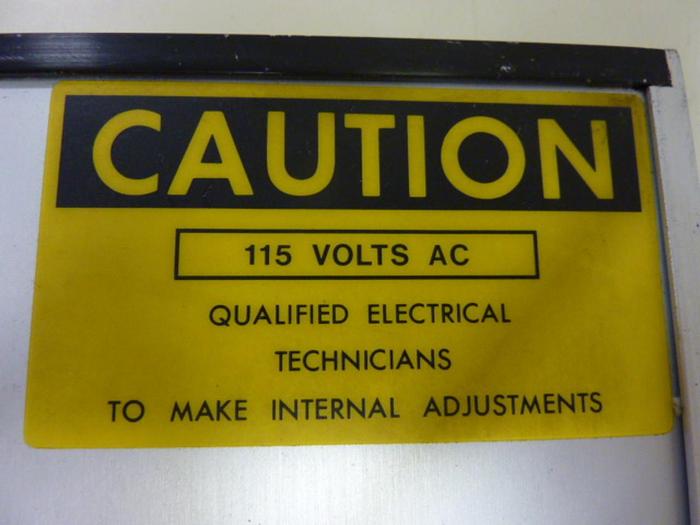 CAUTION
115 VOLTS AC
QUALIFIED ELECTRICAL
TECHNICIANS
TO MAKE INTERNAL ADJUSTMENTS